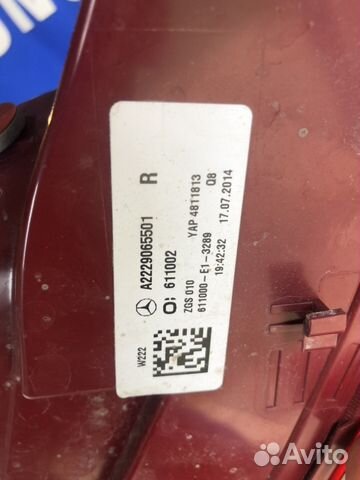 W222
A2229065501 R
O: 611002
ZGS 010 YAP 4811813
611000-E1-3289 Q8
19:42:32 17.07.2014
Avito